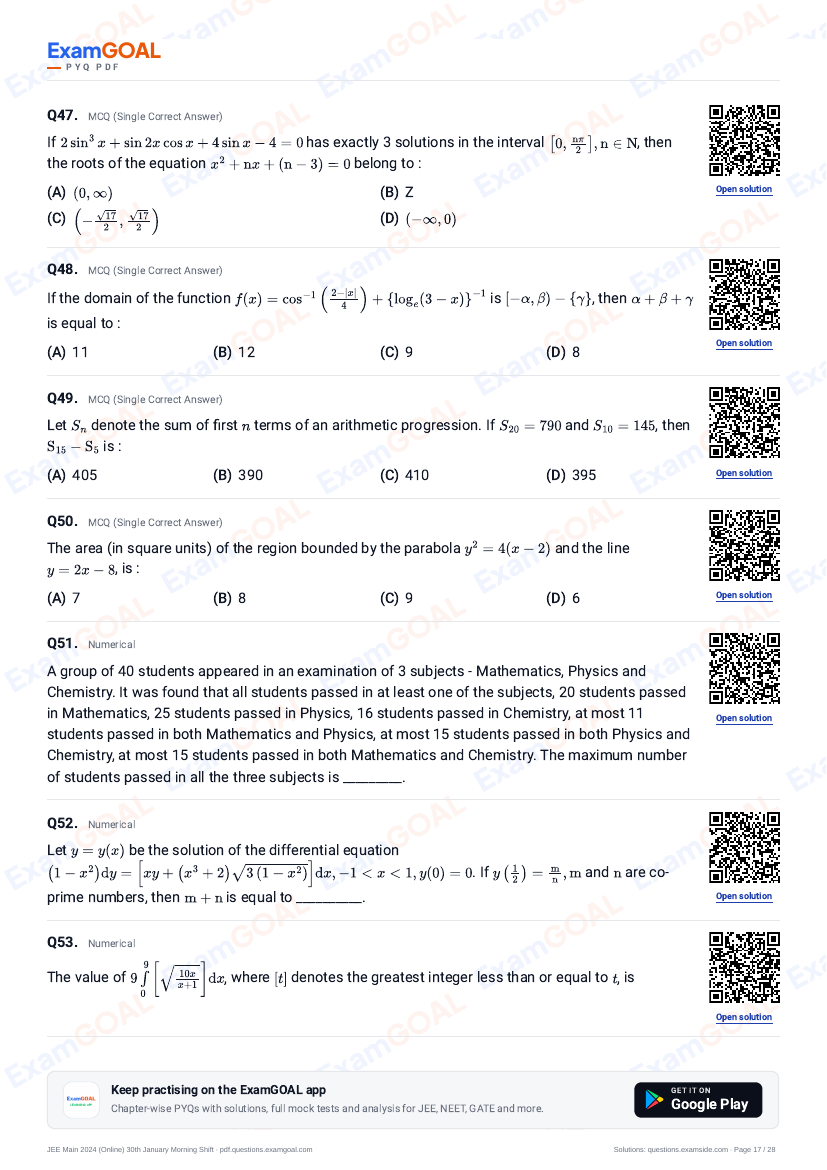 ExamGOAL
PYQ PDF
Q47. MCQ (Single Correct Answer)
If 2 sin³ x + sin 2x cos x + 4 sin x − 4 = 0 has exactly 3 solutions in the interval [0, nπ/2], n ∈ N, then
the roots of the equation x² + nx + (n − 3) = 0 belong to :
(A) (0, ∞) (B) Z
(C) (−√17/2, √17/2) (D) (−∞, 0)
Open solution
Q48. MCQ (Single Correct Answer)
If the domain of the function f(x) = cos⁻¹ ((2−|x|)/4) + {logₑ(3 − x)}⁻¹ is [−α, β) − {γ}, then α + β + γ
is equal to :
(A) 11 (B) 12 (C) 9 (D) 8
Open solution
Q49. MCQ (Single Correct Answer)
Let Sₙ denote the sum of first n terms of an arithmetic progression. If S₂₀ = 790 and S₁₀ = 145, then
S₁₅ − S₅ is :
(A) 405 (B) 390 (C) 410 (D) 395
Open solution
Q50. MCQ (Single Correct Answer)
The area (in square units) of the region bounded by the parabola y² = 4(x − 2) and the line
y = 2x − 8, is :
(A) 7 (B) 8 (C) 9 (D) 6
Open solution
Q51. Numerical
A group of 40 students appeared in an examination of 3 subjects - Mathematics, Physics and
Chemistry. It was found that all students passed in at least one of the subjects, 20 students passed
in Mathematics, 25 students passed in Physics, 16 students passed in Chemistry, at most 11
students passed in both Mathematics and Physics, at most 15 students passed in both Physics and
Chemistry, at most 15 students passed in both Mathematics and Chemistry. The maximum number
of students passed in all the three subjects is _________.
Open solution
Q52. Numerical
Let y = y(x) be the solution of the differential equation
(1 − x²)dy = [xy + (x³ + 2)√(3(1 − x²))]dx, −1 < x < 1, y(0) = 0. If y(1/2) = m/n, m and n are co-
prime numbers, then m + n is equal to __________.
Open solution
Q53. Numerical
The value of 9 ∫₀⁹ [√(10x/(x+1))] dx, where [t] denotes the greatest integer less than or equal to t, is
Open solution
Keep practising on the ExamGOAL app
Chapter-wise PYQs with solutions, full mock tests and analysis for JEE, NEET, GATE and more.
GET IT ON
Google Play
JEE Main 2024 (Online) 30th January Morning Shift · pdf.questions.examgoal.com
Solutions: questions.examside.com · Page 17 / 28